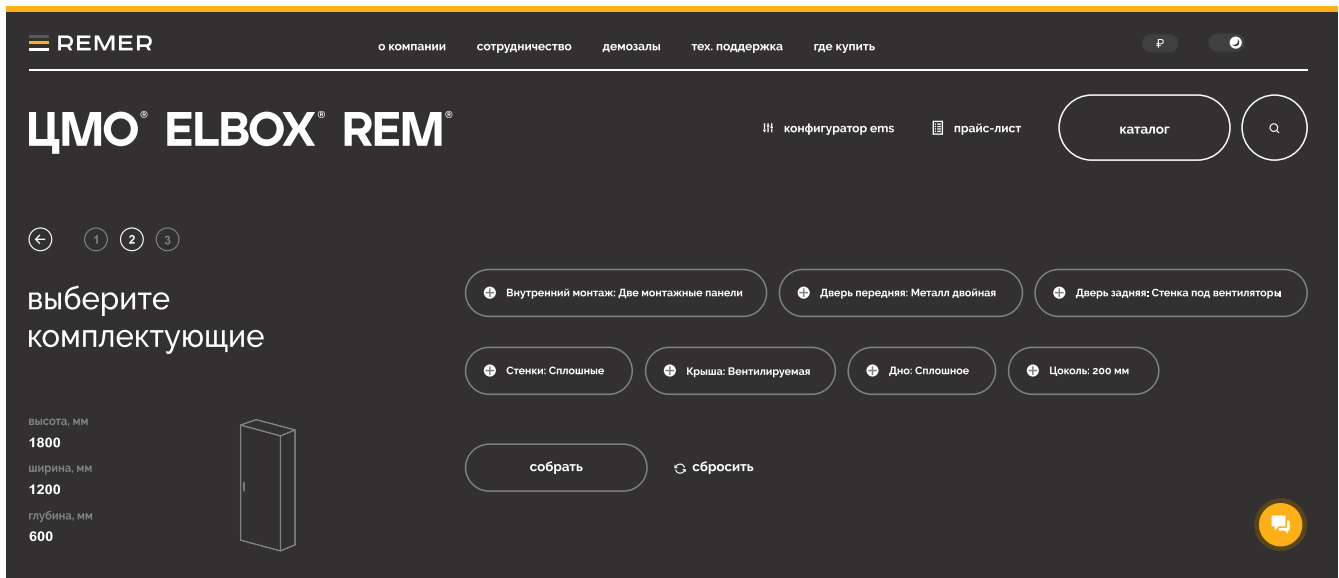 REMER
о компании сотрудничество демозалы тех. поддержка где купить
₽
ЦМО® ELBOX® REM®
конфигуратор ems прайс-лист каталог
1 2 3
выберите
комплектующие
Внутренний монтаж: Две монтажные панели Дверь передняя: Металл двойная Дверь задняя: Стенка под вентиляторы
Стенки: Сплошные Крыша: Вентилируемая Дно: Сплошное Цоколь: 200 мм
высота, мм
1800
ширина, мм
1200
глубина, мм
600
собрать сбросить